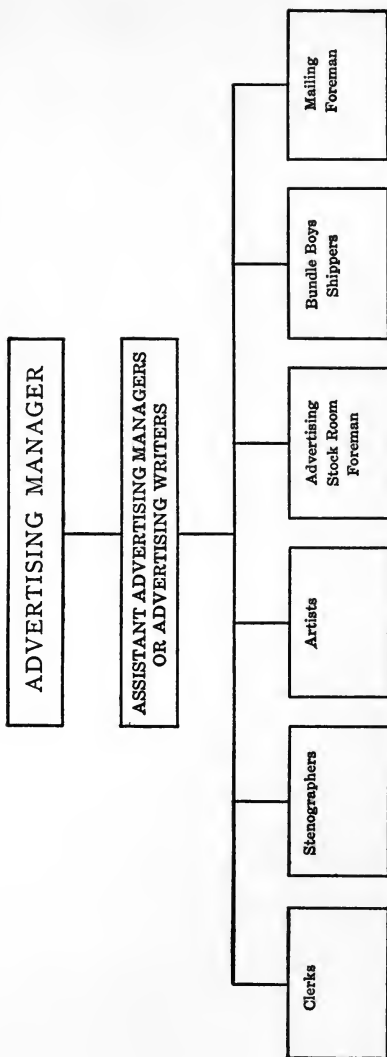 ADVERTISING MANAGER
ASSISTANT ADVERTISING MANAGERS
OR ADVERTISING WRITERS
Clerks
Stenographers
Artists
Advertising
Stock Room
Foreman
Bundle Boys
Shippers
Mailing
Foreman